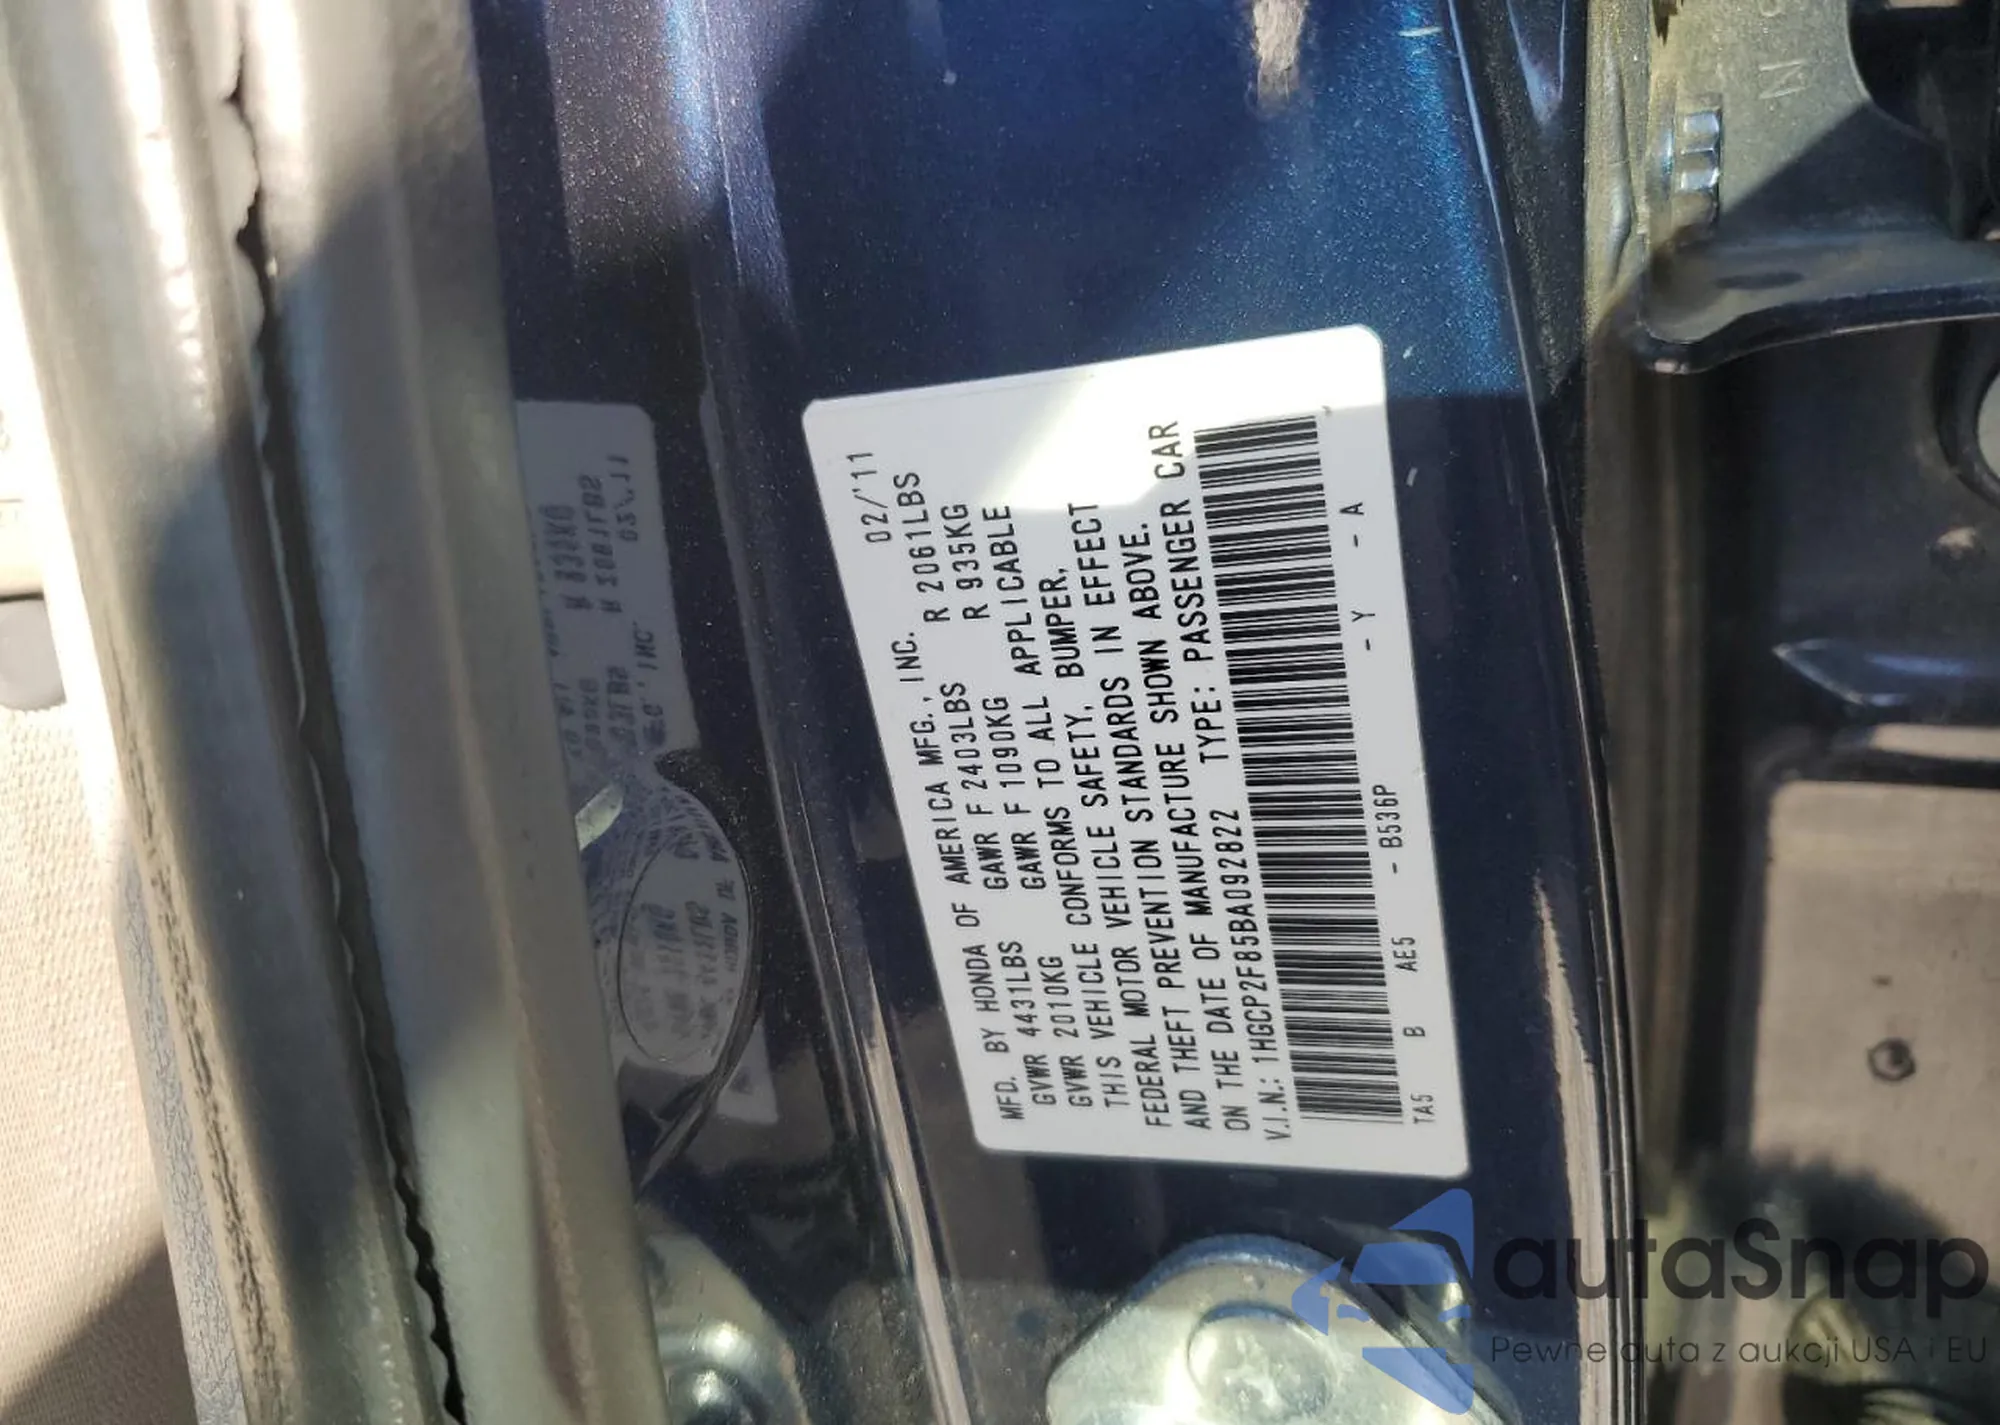 MFD. BY HONDA OF AMERICA MFG., INC. 02/'11
GVWR 4431LBS GAWR F 2403LBS R 2061LBS
GVWR 2010KG GAWR F 1090KG R 935KG
THIS VEHICLE CONFORMS TO ALL APPLICABLE
FEDERAL MOTOR VEHICLE SAFETY, BUMPER,
AND THEFT PREVENTION STANDARDS IN EFFECT
ON THE DATE OF MANUFACTURE SHOWN ABOVE.
V.I.N.: 1HGCP2F85BA092822 TYPE: PASSENGER CAR
TA5 B AE5 - B536P - Y - A
autaSnap
Pewne auta z aukcji USA i EU